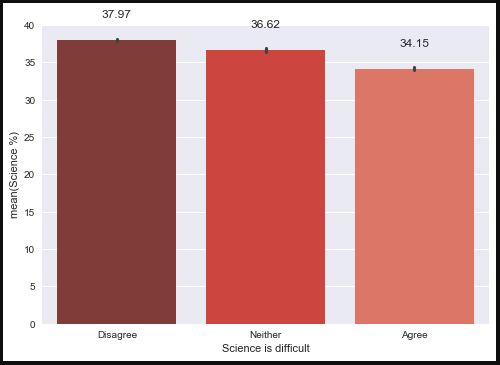 37.97
36.62
34.15
40
35
30
25
20
15
10
5
0
mean(Science %)
Disagree
Neither
Agree
Science is difficult